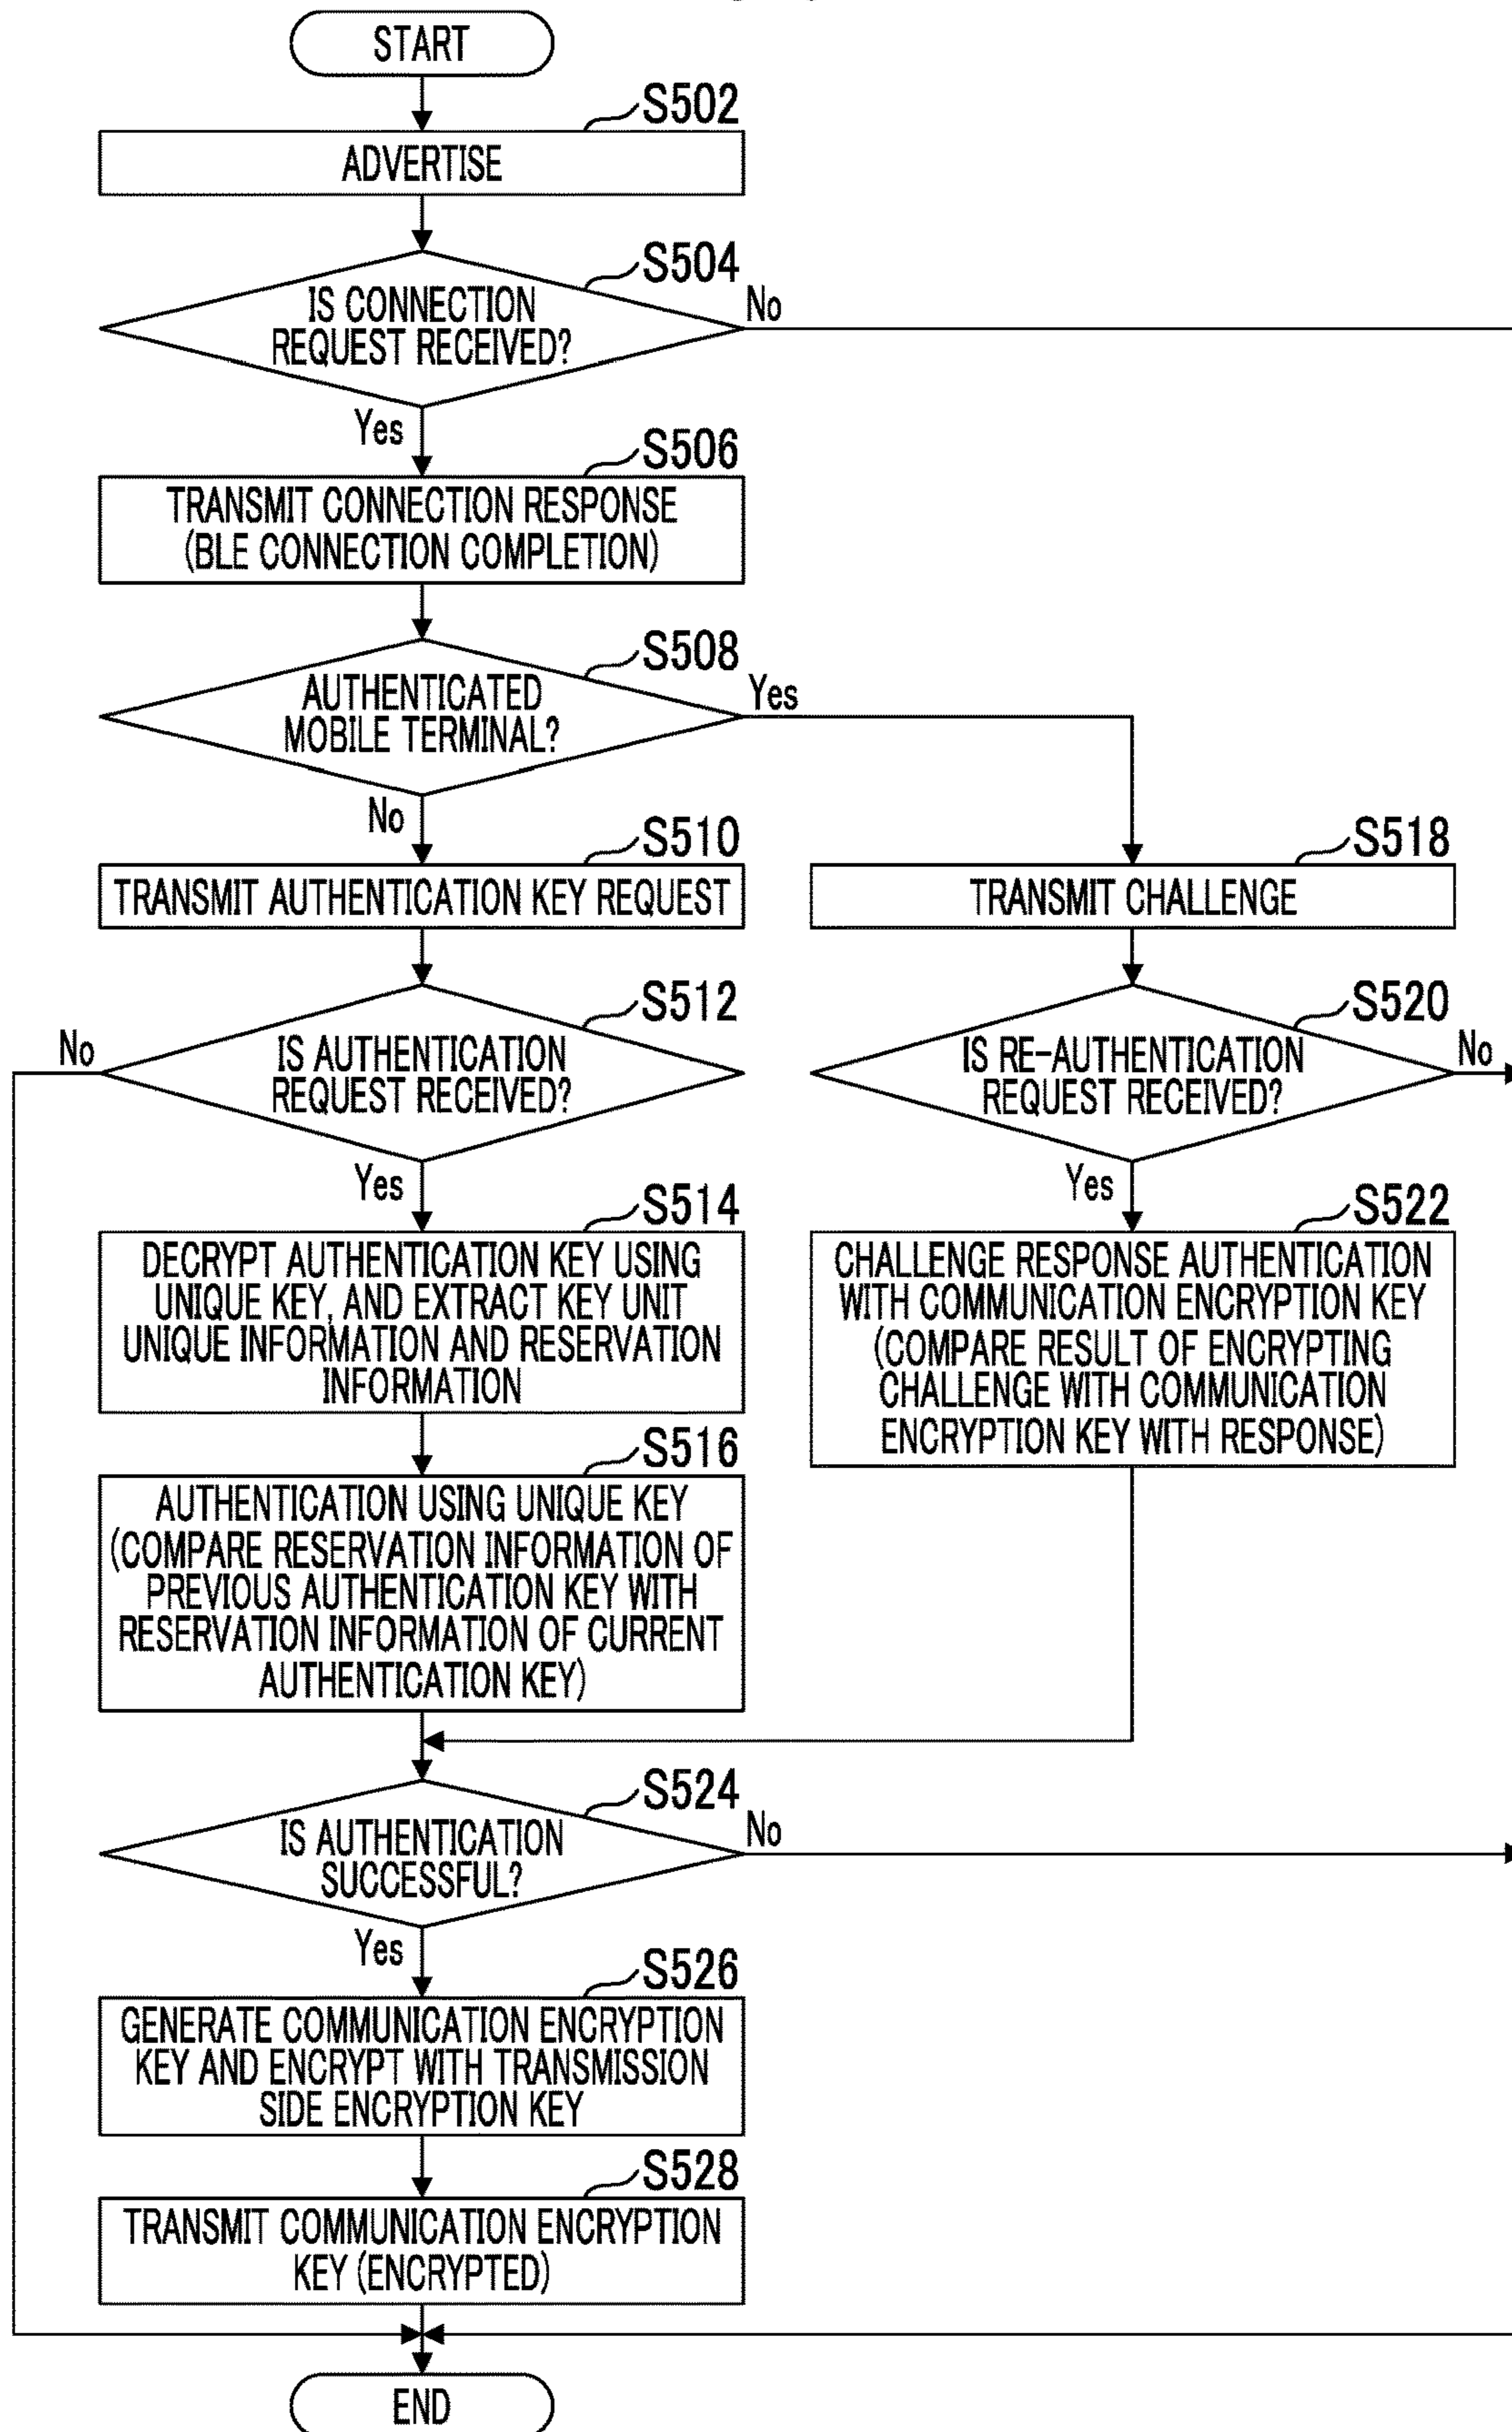 START
S502
ADVERTISE
S504
IS CONNECTION
REQUEST RECEIVED?
No
Yes
S506
TRANSMIT CONNECTION RESPONSE
(BLE CONNECTION COMPLETION)
S508
AUTHENTICATED
MOBILE TERMINAL?
Yes
No
S510
TRANSMIT AUTHENTICATION KEY REQUEST
S518
TRANSMIT CHALLENGE
S512
No
IS AUTHENTICATION
REQUEST RECEIVED?
Yes
S520
IS RE-AUTHENTICATION
REQUEST RECEIVED?
No
Yes
S514
DECRYPT AUTHENTICATION KEY USING
UNIQUE KEY, AND EXTRACT KEY UNIT
UNIQUE INFORMATION AND RESERVATION
INFORMATION
S522
CHALLENGE RESPONSE AUTHENTICATION
WITH COMMUNICATION ENCRYPTION KEY
(COMPARE RESULT OF ENCRYPTING
CHALLENGE WITH COMMUNICATION
ENCRYPTION KEY WITH RESPONSE)
S516
AUTHENTICATION USING UNIQUE KEY
(COMPARE RESERVATION INFORMATION OF
PREVIOUS AUTHENTICATION KEY WITH
RESERVATION INFORMATION OF CURRENT
AUTHENTICATION KEY)
S524
IS AUTHENTICATION
SUCCESSFUL?
No
Yes
S526
GENERATE COMMUNICATION ENCRYPTION
KEY AND ENCRYPT WITH TRANSMISSION
SIDE ENCRYPTION KEY
S528
TRANSMIT COMMUNICATION ENCRYPTION
KEY (ENCRYPTED)
END